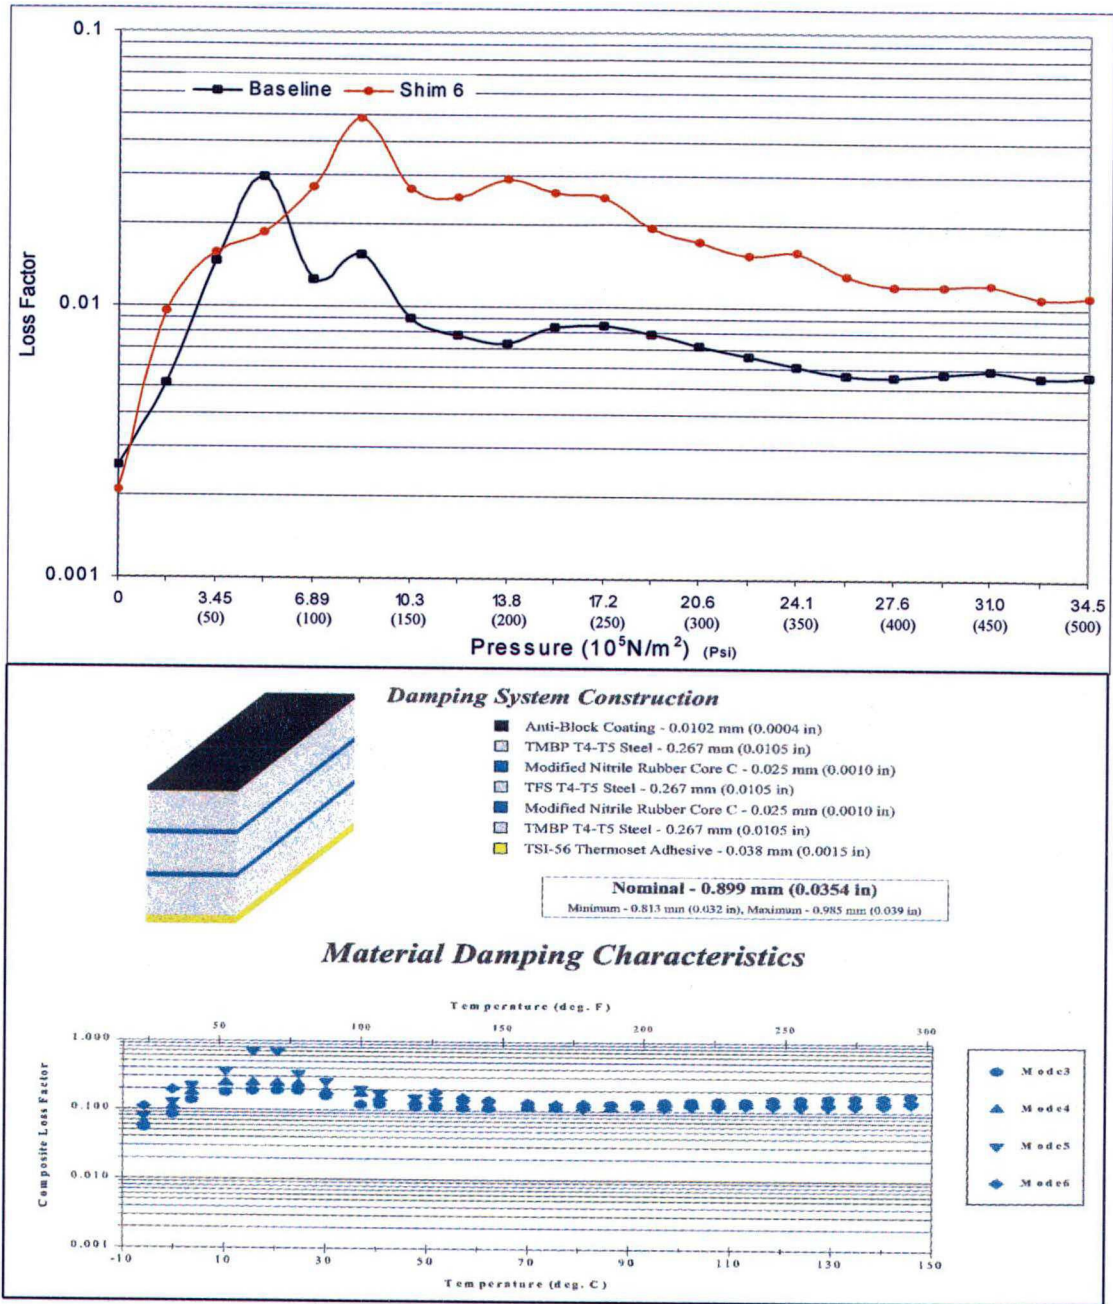 0.1
Baseline Shim 6
Loss Factor
0.01
0.001
0 3.45 6.89 10.3 13.8 17.2 20.6 24.1 27.6 31.0 34.5
(50) (100) (150) (200) (250) (300) (350) (400) (450) (500)
Pressure (10⁵N/m²) (Psi)
Damping System Construction
Anti-Block Coating - 0.0102 mm (0.0004 in)
TMBP T4-T5 Steel - 0.267 mm (0.0105 in)
Modified Nitrile Rubber Core C - 0.025 mm (0.0010 in)
TFS T4-T5 Steel - 0.267 mm (0.0105 in)
Modified Nitrile Rubber Core C - 0.025 mm (0.0010 in)
TMBP T4-T5 Steel - 0.267 mm (0.0105 in)
TSI-56 Thermoset Adhesive - 0.038 mm (0.0015 in)
Nominal - 0.899 mm (0.0354 in)
Minimum - 0.813 mm (0.032 in), Maximum - 0.985 mm (0.039 in)
Material Damping Characteristics
Temperature (deg. F)
50 100 150 200 250 300
Composite Loss Factor
1.000
0.100
0.010
0.001
-10 10 30 50 70 90 110 130 150
Temperature (deg. C)
Mode3
Mode4
Mode5
Mode6